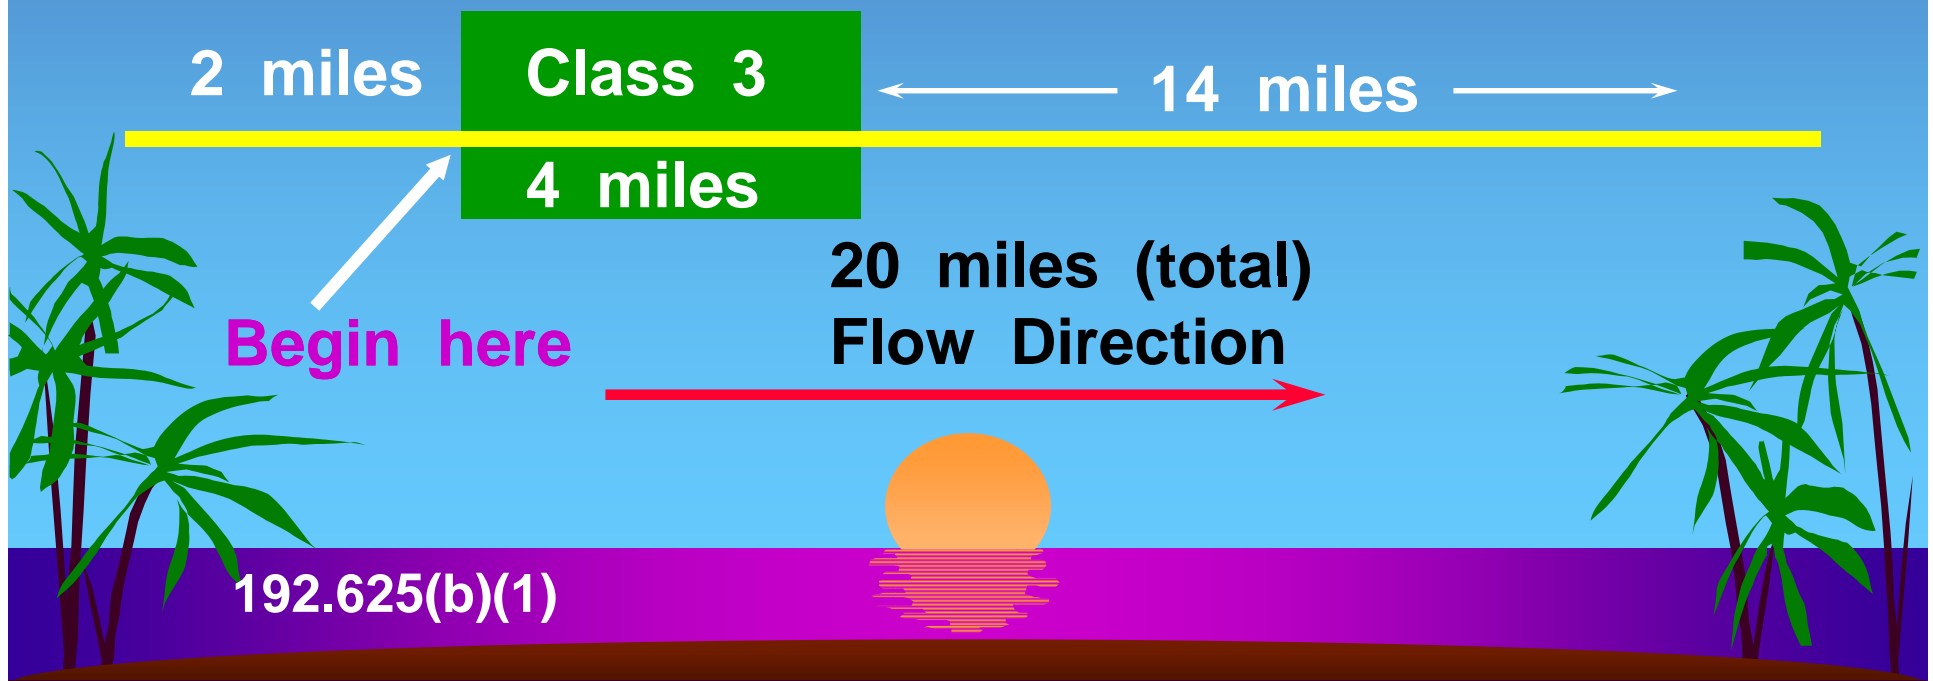 2 miles
Class 3
14 miles
4 miles
20 miles (total)
Flow Direction
Begin here
192.625(b)(1)